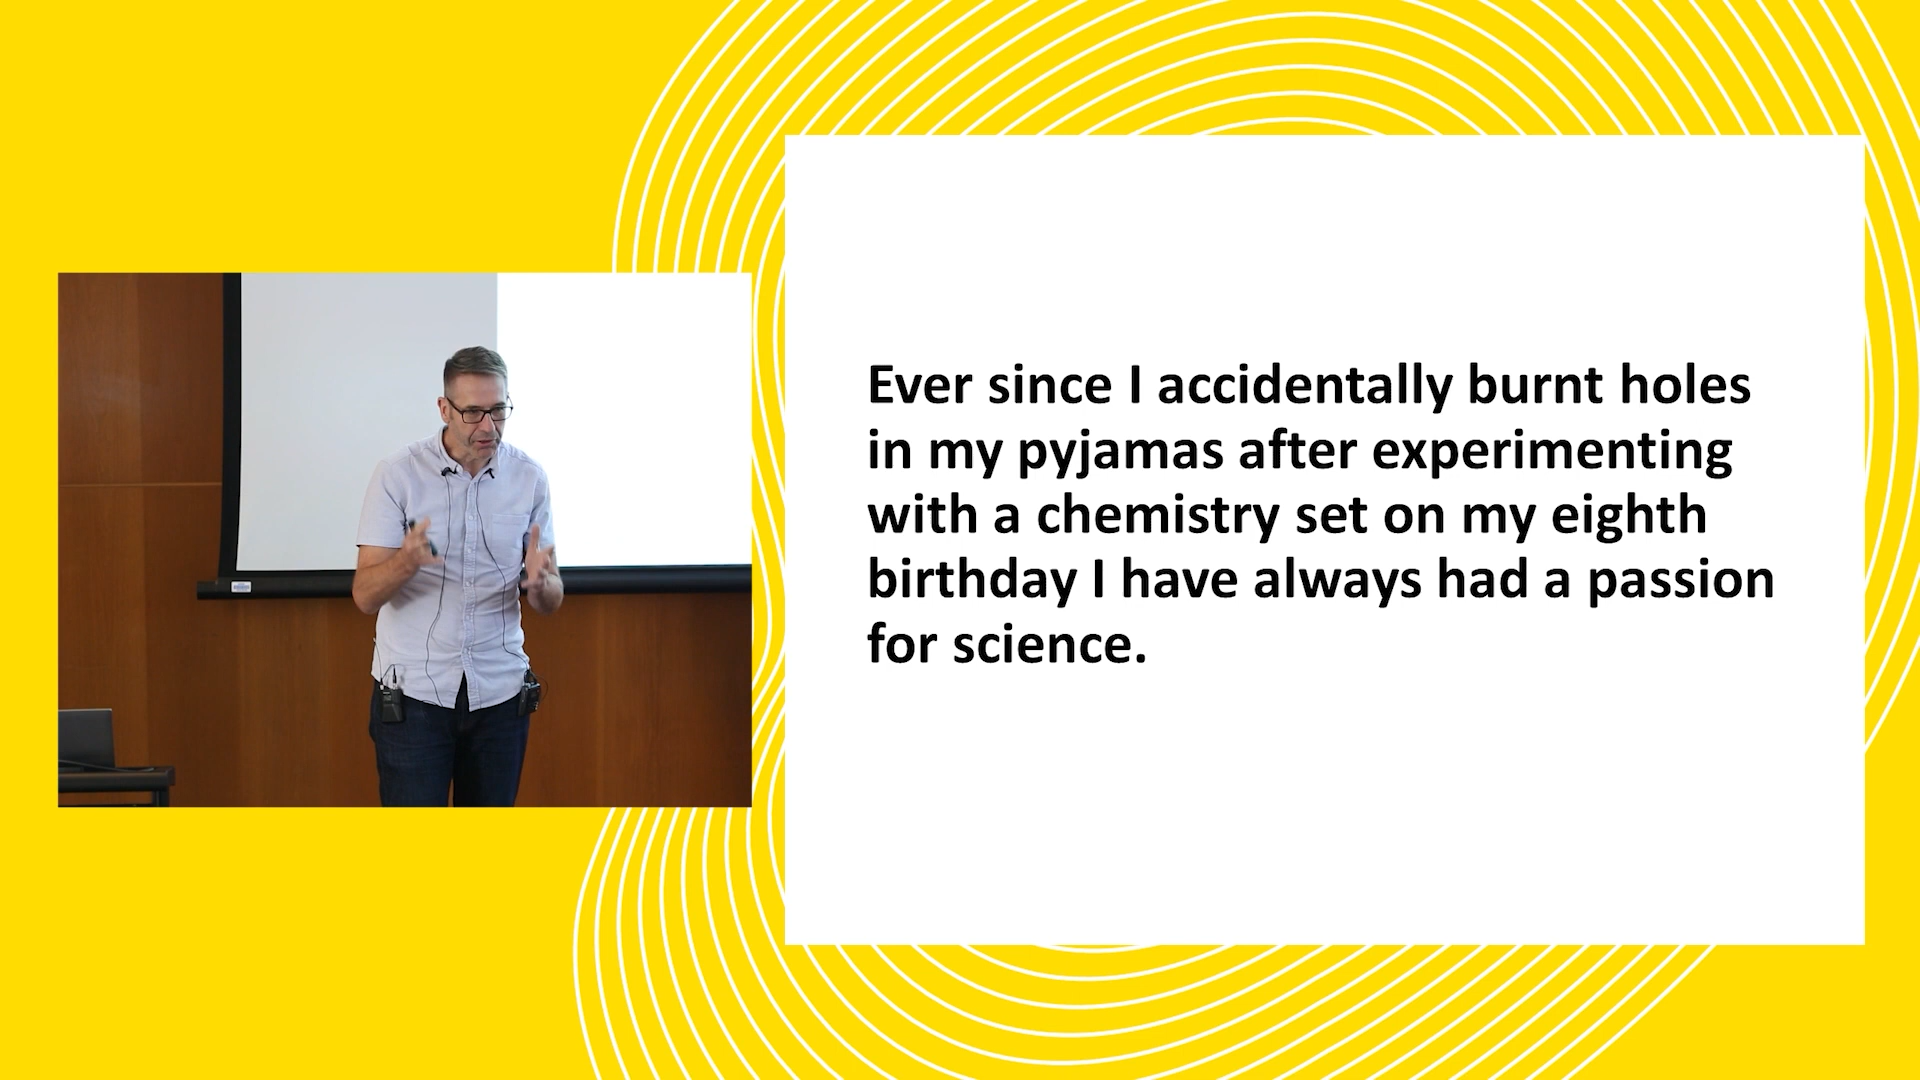 Ever since I accidentally burnt holes
in my pyjamas after experimenting
with a chemistry set on my eighth
birthday I have always had a passion
for science.